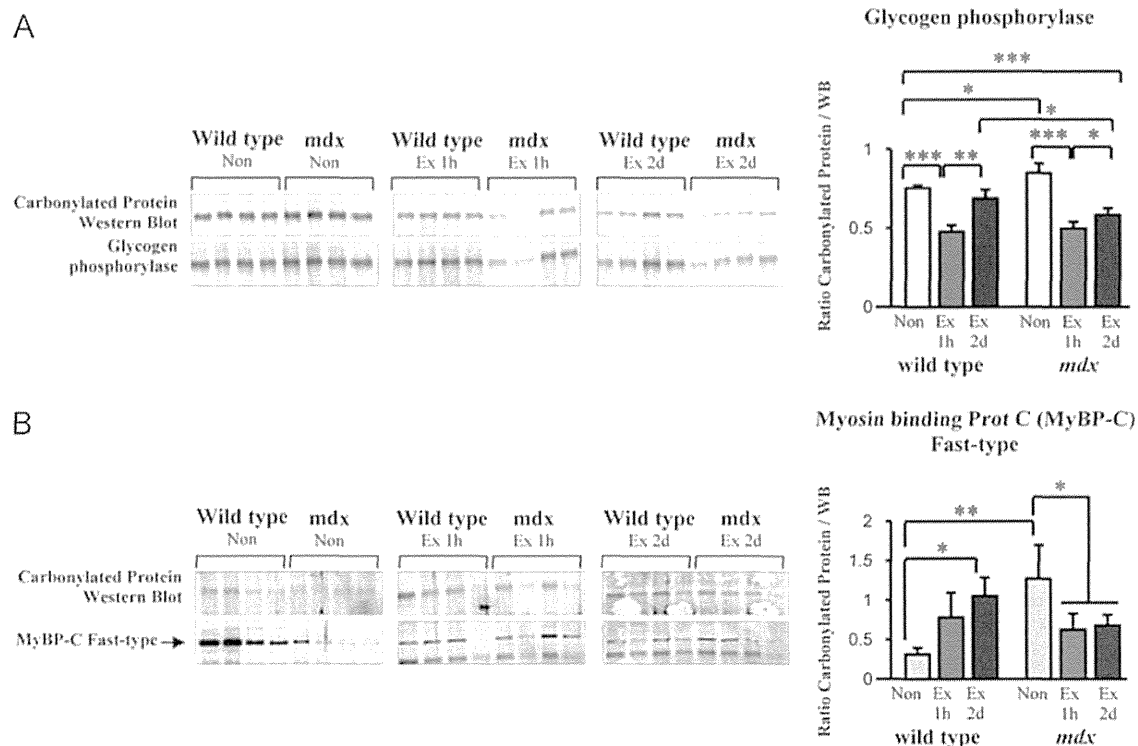 A
Glycogen phosphorylase
Wild type mdx Wild type mdx Wild type mdx
Non Non Ex 1h Ex 1h Ex 2d Ex 2d
Carbonylated Protein
Western Blot
Glycogen
phosphorylase
Ratio Carbonylated Protein / WB
1
0.5
0
***
*
*
*** ** *** *
Non Ex 1h Ex 2d Non Ex 1h Ex 2d
wild type mdx
B
Myosin binding Prot C (MyBP-C)
Fast-type
Wild type mdx Wild type mdx Wild type mdx
Non Non Ex 1h Ex 1h Ex 2d Ex 2d
Carbonylated Protein
Western Blot
MyBP-C Fast-type
Ratio Carbonylated Protein / WB
2
1.5
1
0.5
0
*
**
*
Non Ex 1h Ex 2d Non Ex 1h Ex 2d
wild type mdx